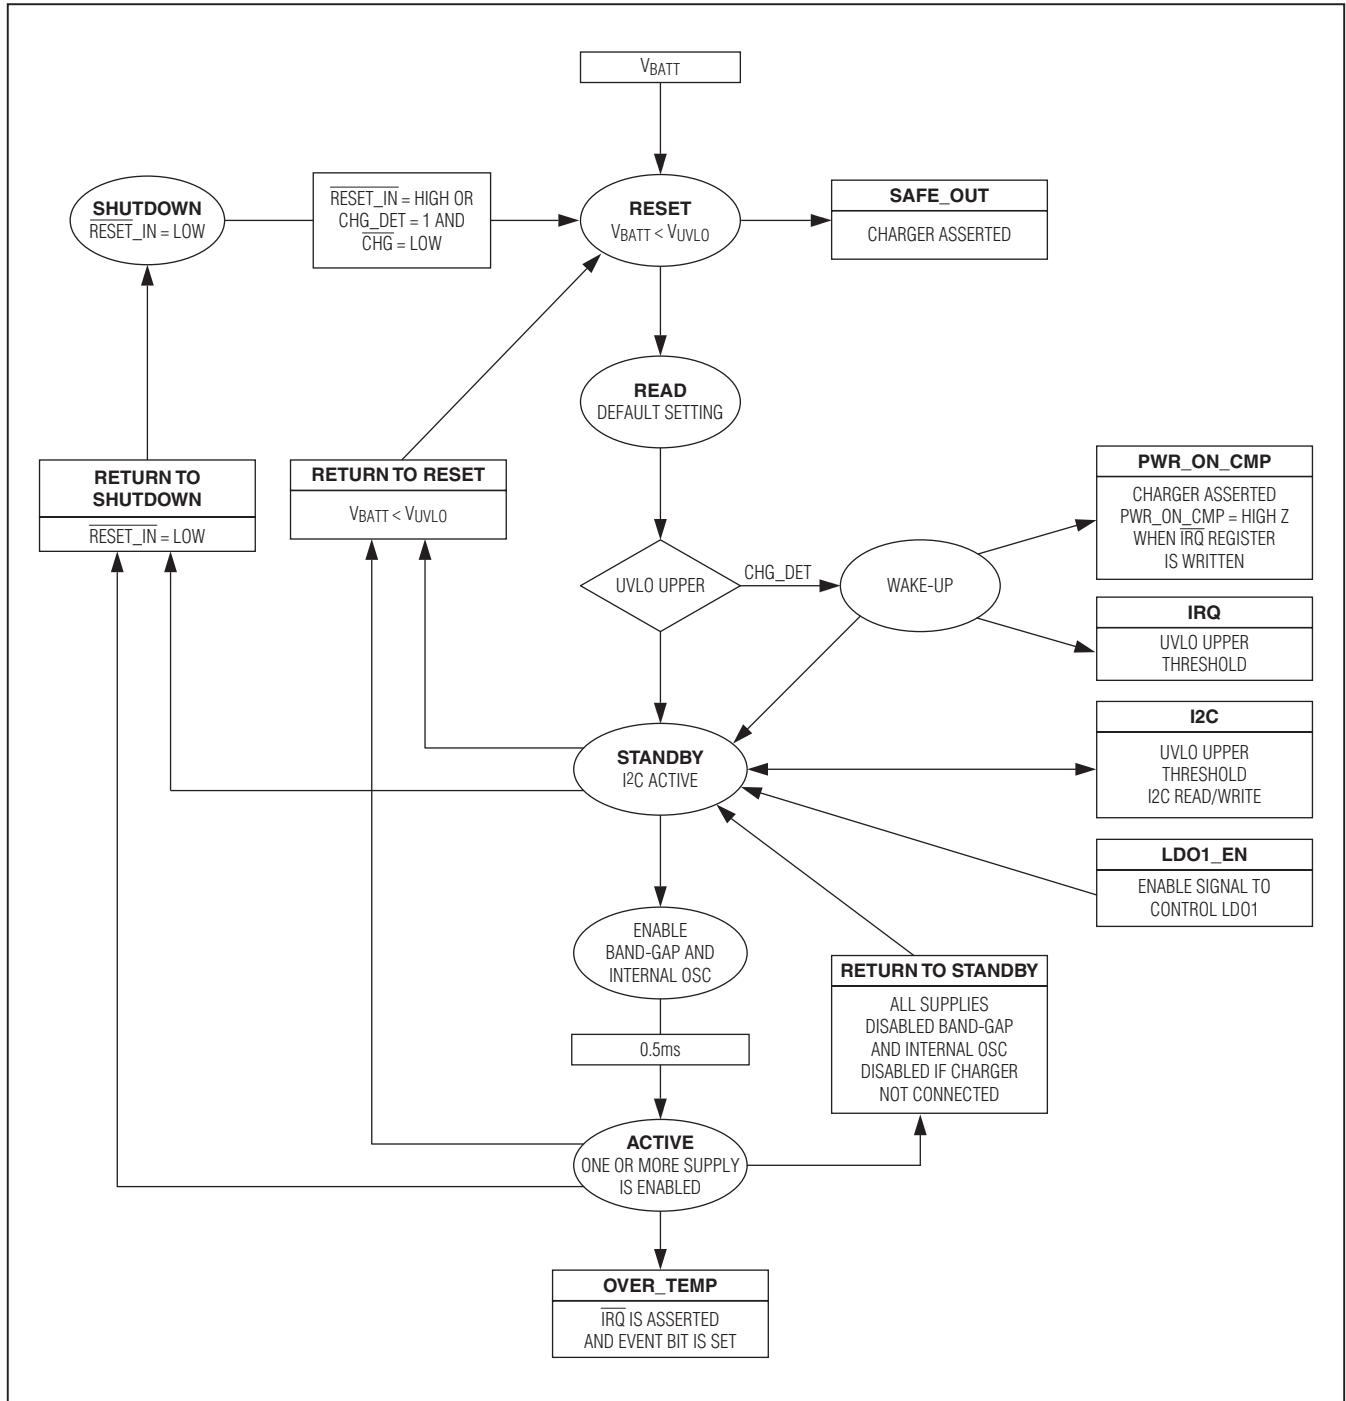 VBATT
SHUTDOWN
RESET_IN = LOW
RESET_IN = HIGH OR
CHG_DET = 1 AND
CHG = LOW
RESET
VBATT < VUVLO
SAFE_OUT
CHARGER ASSERTED
READ
DEFAULT SETTING
RETURN TO
SHUTDOWN
RESET_IN = LOW
RETURN TO RESET
VBATT < VUVLO
PWR_ON_CMP
CHARGER ASSERTED
PWR_ON_CMP = HIGH Z
WHEN IRQ REGISTER
IS WRITTEN
UVLO UPPER
CHG_DET
WAKE-UP
IRQ
UVLO UPPER
THRESHOLD
STANDBY
I2C ACTIVE
I2C
UVLO UPPER
THRESHOLD
I2C READ/WRITE
LDO1_EN
ENABLE SIGNAL TO
CONTROL LDO1
ENABLE
BAND-GAP AND
INTERNAL OSC
RETURN TO STANDBY
ALL SUPPLIES
DISABLED BAND-GAP
AND INTERNAL OSC
DISABLED IF CHARGER
NOT CONNECTED
0.5ms
ACTIVE
ONE OR MORE SUPPLY
IS ENABLED
OVER_TEMP
IRQ IS ASSERTED
AND EVENT BIT IS SET